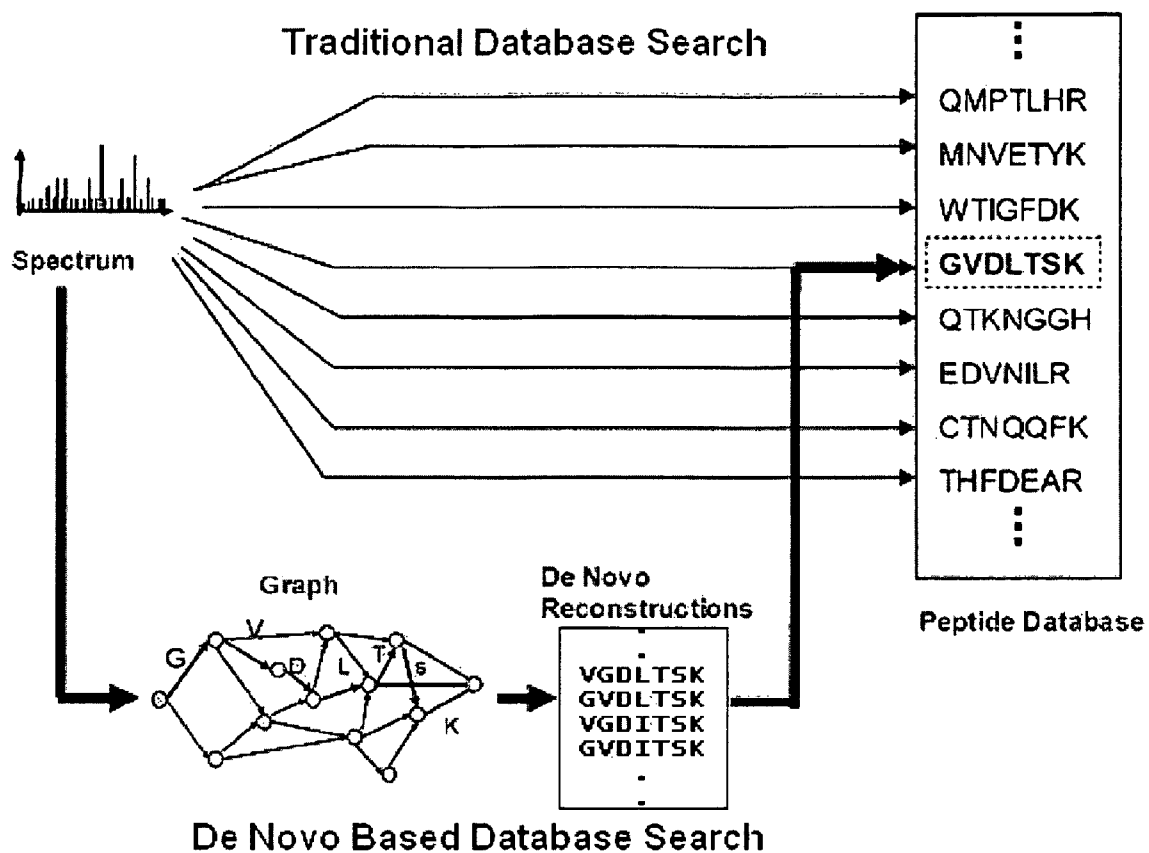 Traditional Database Search
QMPTLHR
MNVETYK
WTIGFDK
GVDLTSK
QTKNGGH
EDVNILR
CTNQQFK
THFDEAR
Peptide Database
Spectrum
Graph
G
V
D
L
T
s
K
De Novo
Reconstructions
VGDLTSK
GVDLTSK
VGDITSK
GVDITSK
De Novo Based Database Search